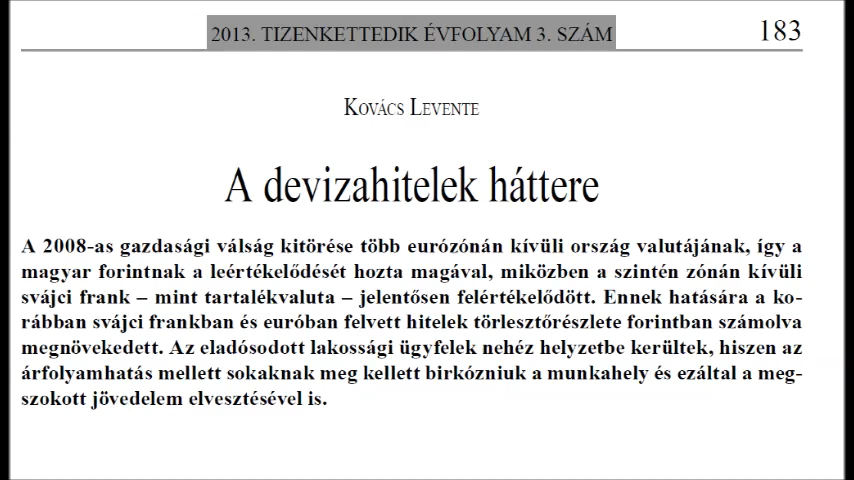 2013. TIZENKETTEDIK ÉVFOLYAM 3. SZÁM
183
KOVÁCS LEVENTE
A devizahitelek háttere
A 2008-as gazdasági válság kitörése több eurózónán kívüli ország valutájának, így a
magyar forintnak a leértékelődését hozta magával, miközben a szintén zónán kívüli
svájci frank – mint tartalékvaluta – jelentősen felértékelődött. Ennek hatására a ko-
rábban svájci frankban és euróban felvett hitelek törlesztőrészlete forintban számolva
megnövekedett. Az eladósodott lakossági ügyfelek nehéz helyzetbe kerültek, hiszen az
árfolyamhatás mellett sokaknak meg kellett birkózniuk a munkahely és ezáltal a meg-
szokott jövedelem elvesztésével is.